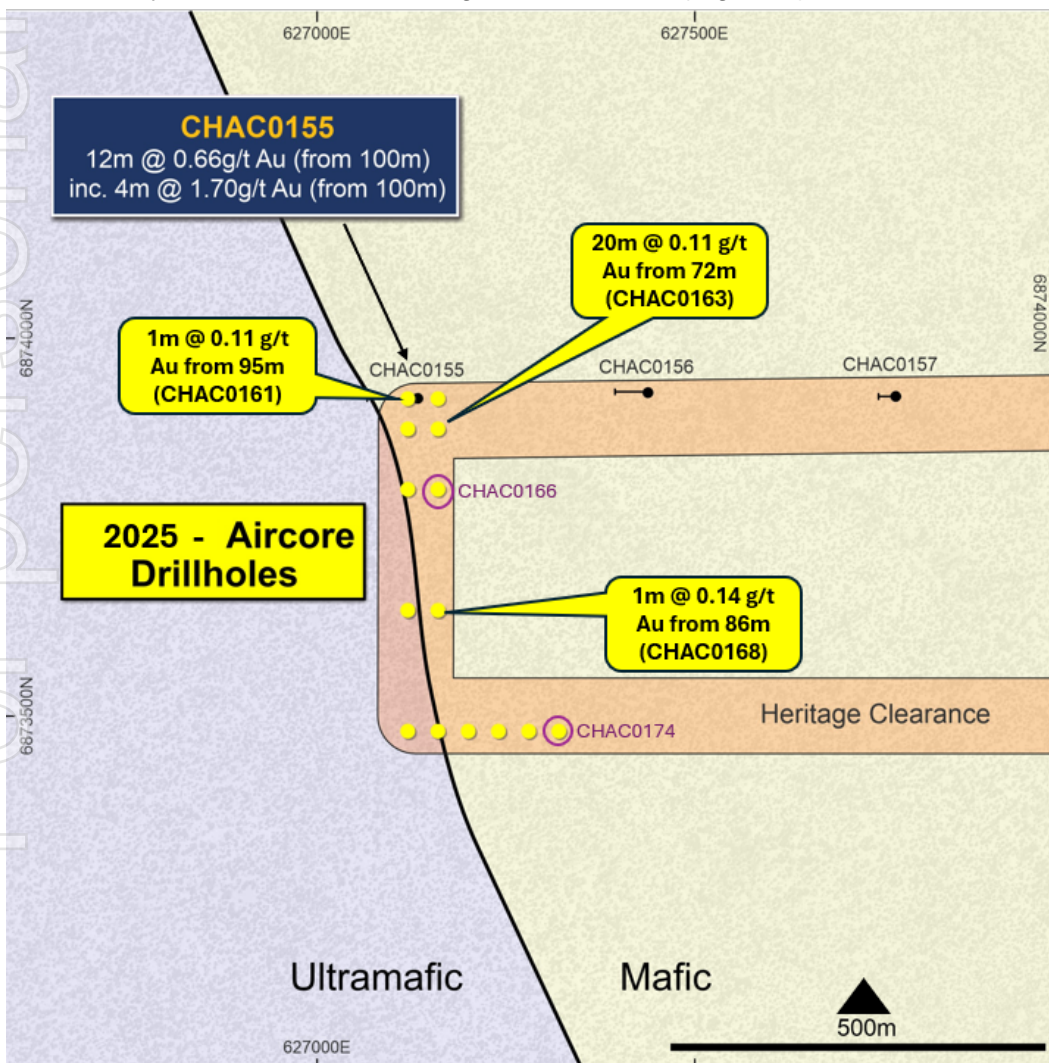 627000E
627500E
CHAC0155
12m @ 0.66g/t Au (from 100m)
inc. 4m @ 1.70g/t Au (from 100m)
20m @ 0.11 g/t
Au from 72m
(CHAC0163)
6874000N
6874000N
1m @ 0.11 g/t
Au from 95m
(CHAC0161)
CHAC0155
CHAC0156
CHAC0157
CHAC0166
2025 - Aircore
Drillholes
1m @ 0.14 g/t
Au from 86m
(CHAC0168)
6873500N
Heritage Clearance
CHAC0174
Ultramafic
Mafic
500m
627000E